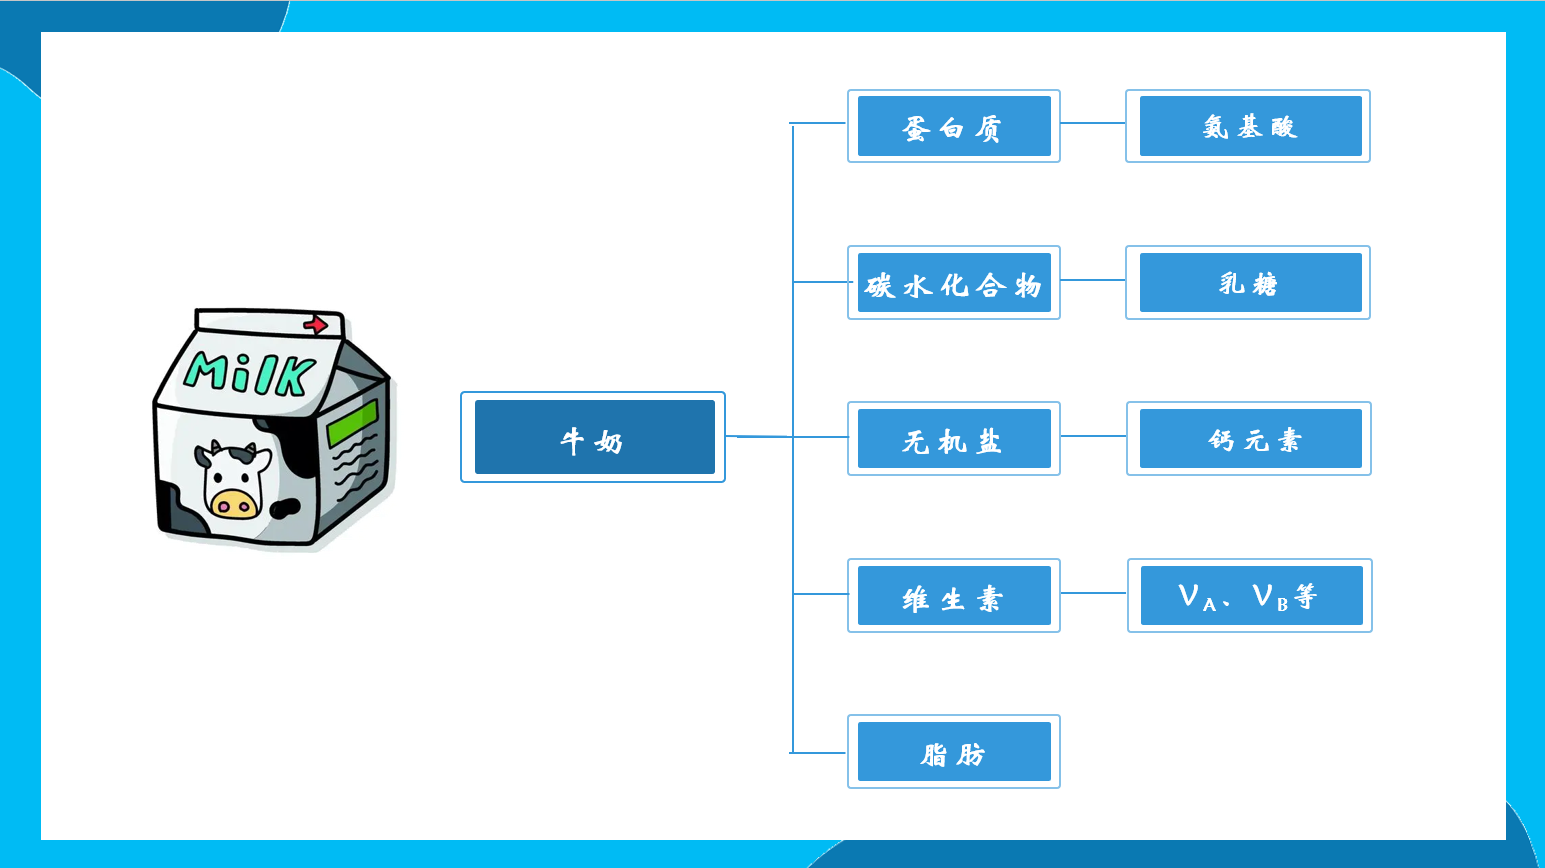 蛋白质
氨基酸
碳水化合物
乳糖
MilK
牛奶
无机盐
钙元素
维生素
VA、VB等
脂肪